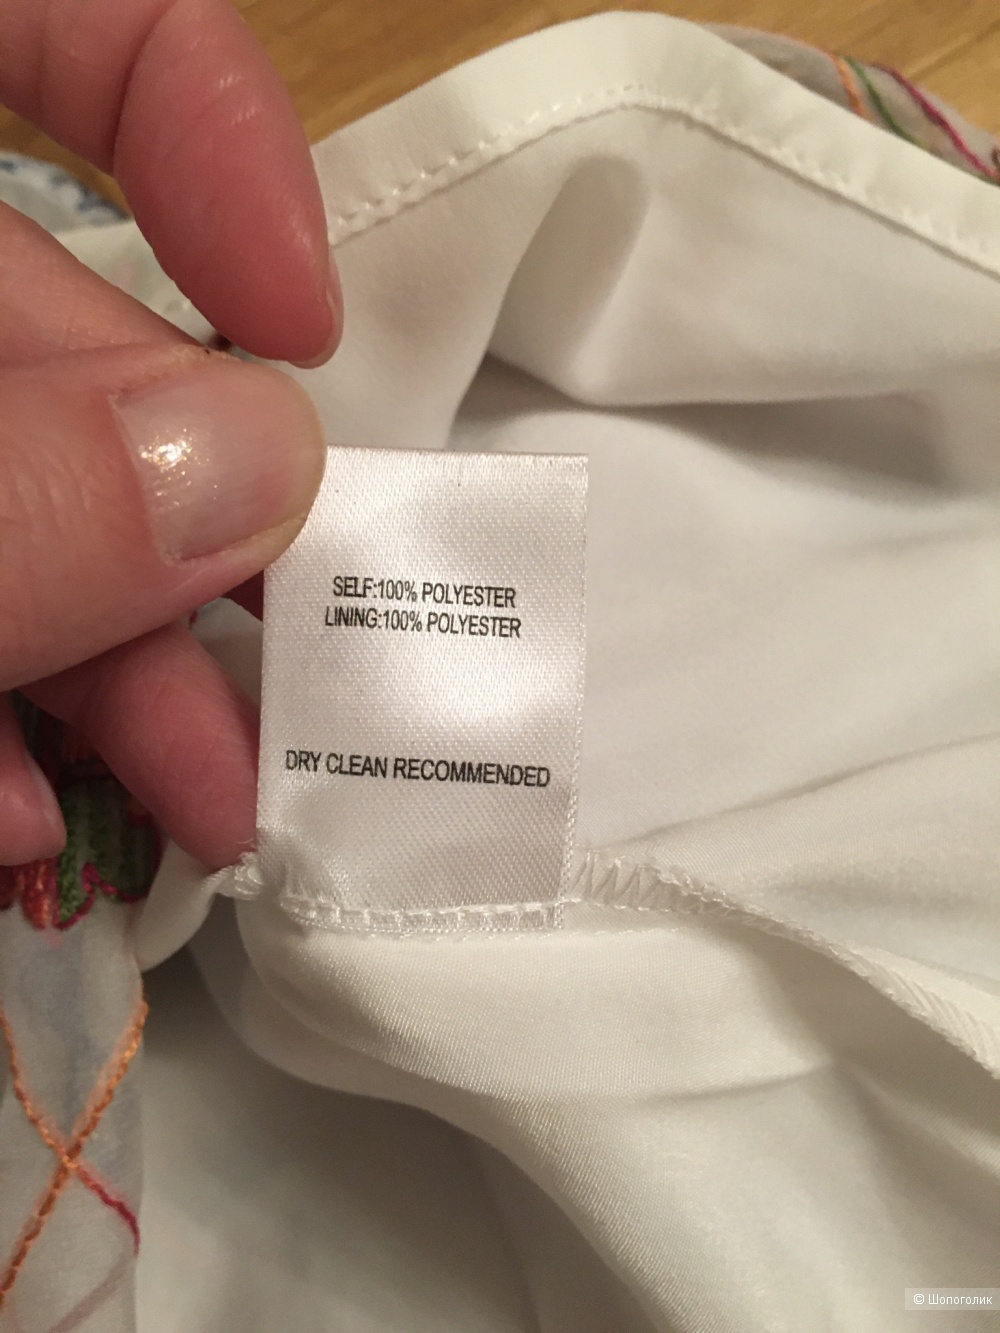 SELF:100% POLYESTER
LINING:100% POLYESTER
DRY CLEAN RECOMMENDED
© Шопоголик